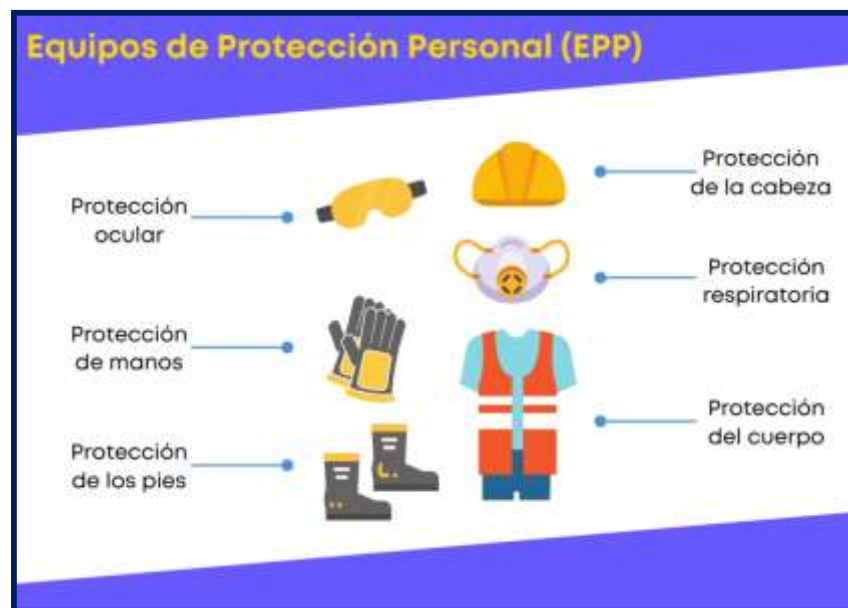 Equipos de Protección Personal (EPP)
Protección
ocular
Protección
de manos
Protección
de los pies
Protección
de la cabeza
Protección
respiratoria
Protección
del cuerpo